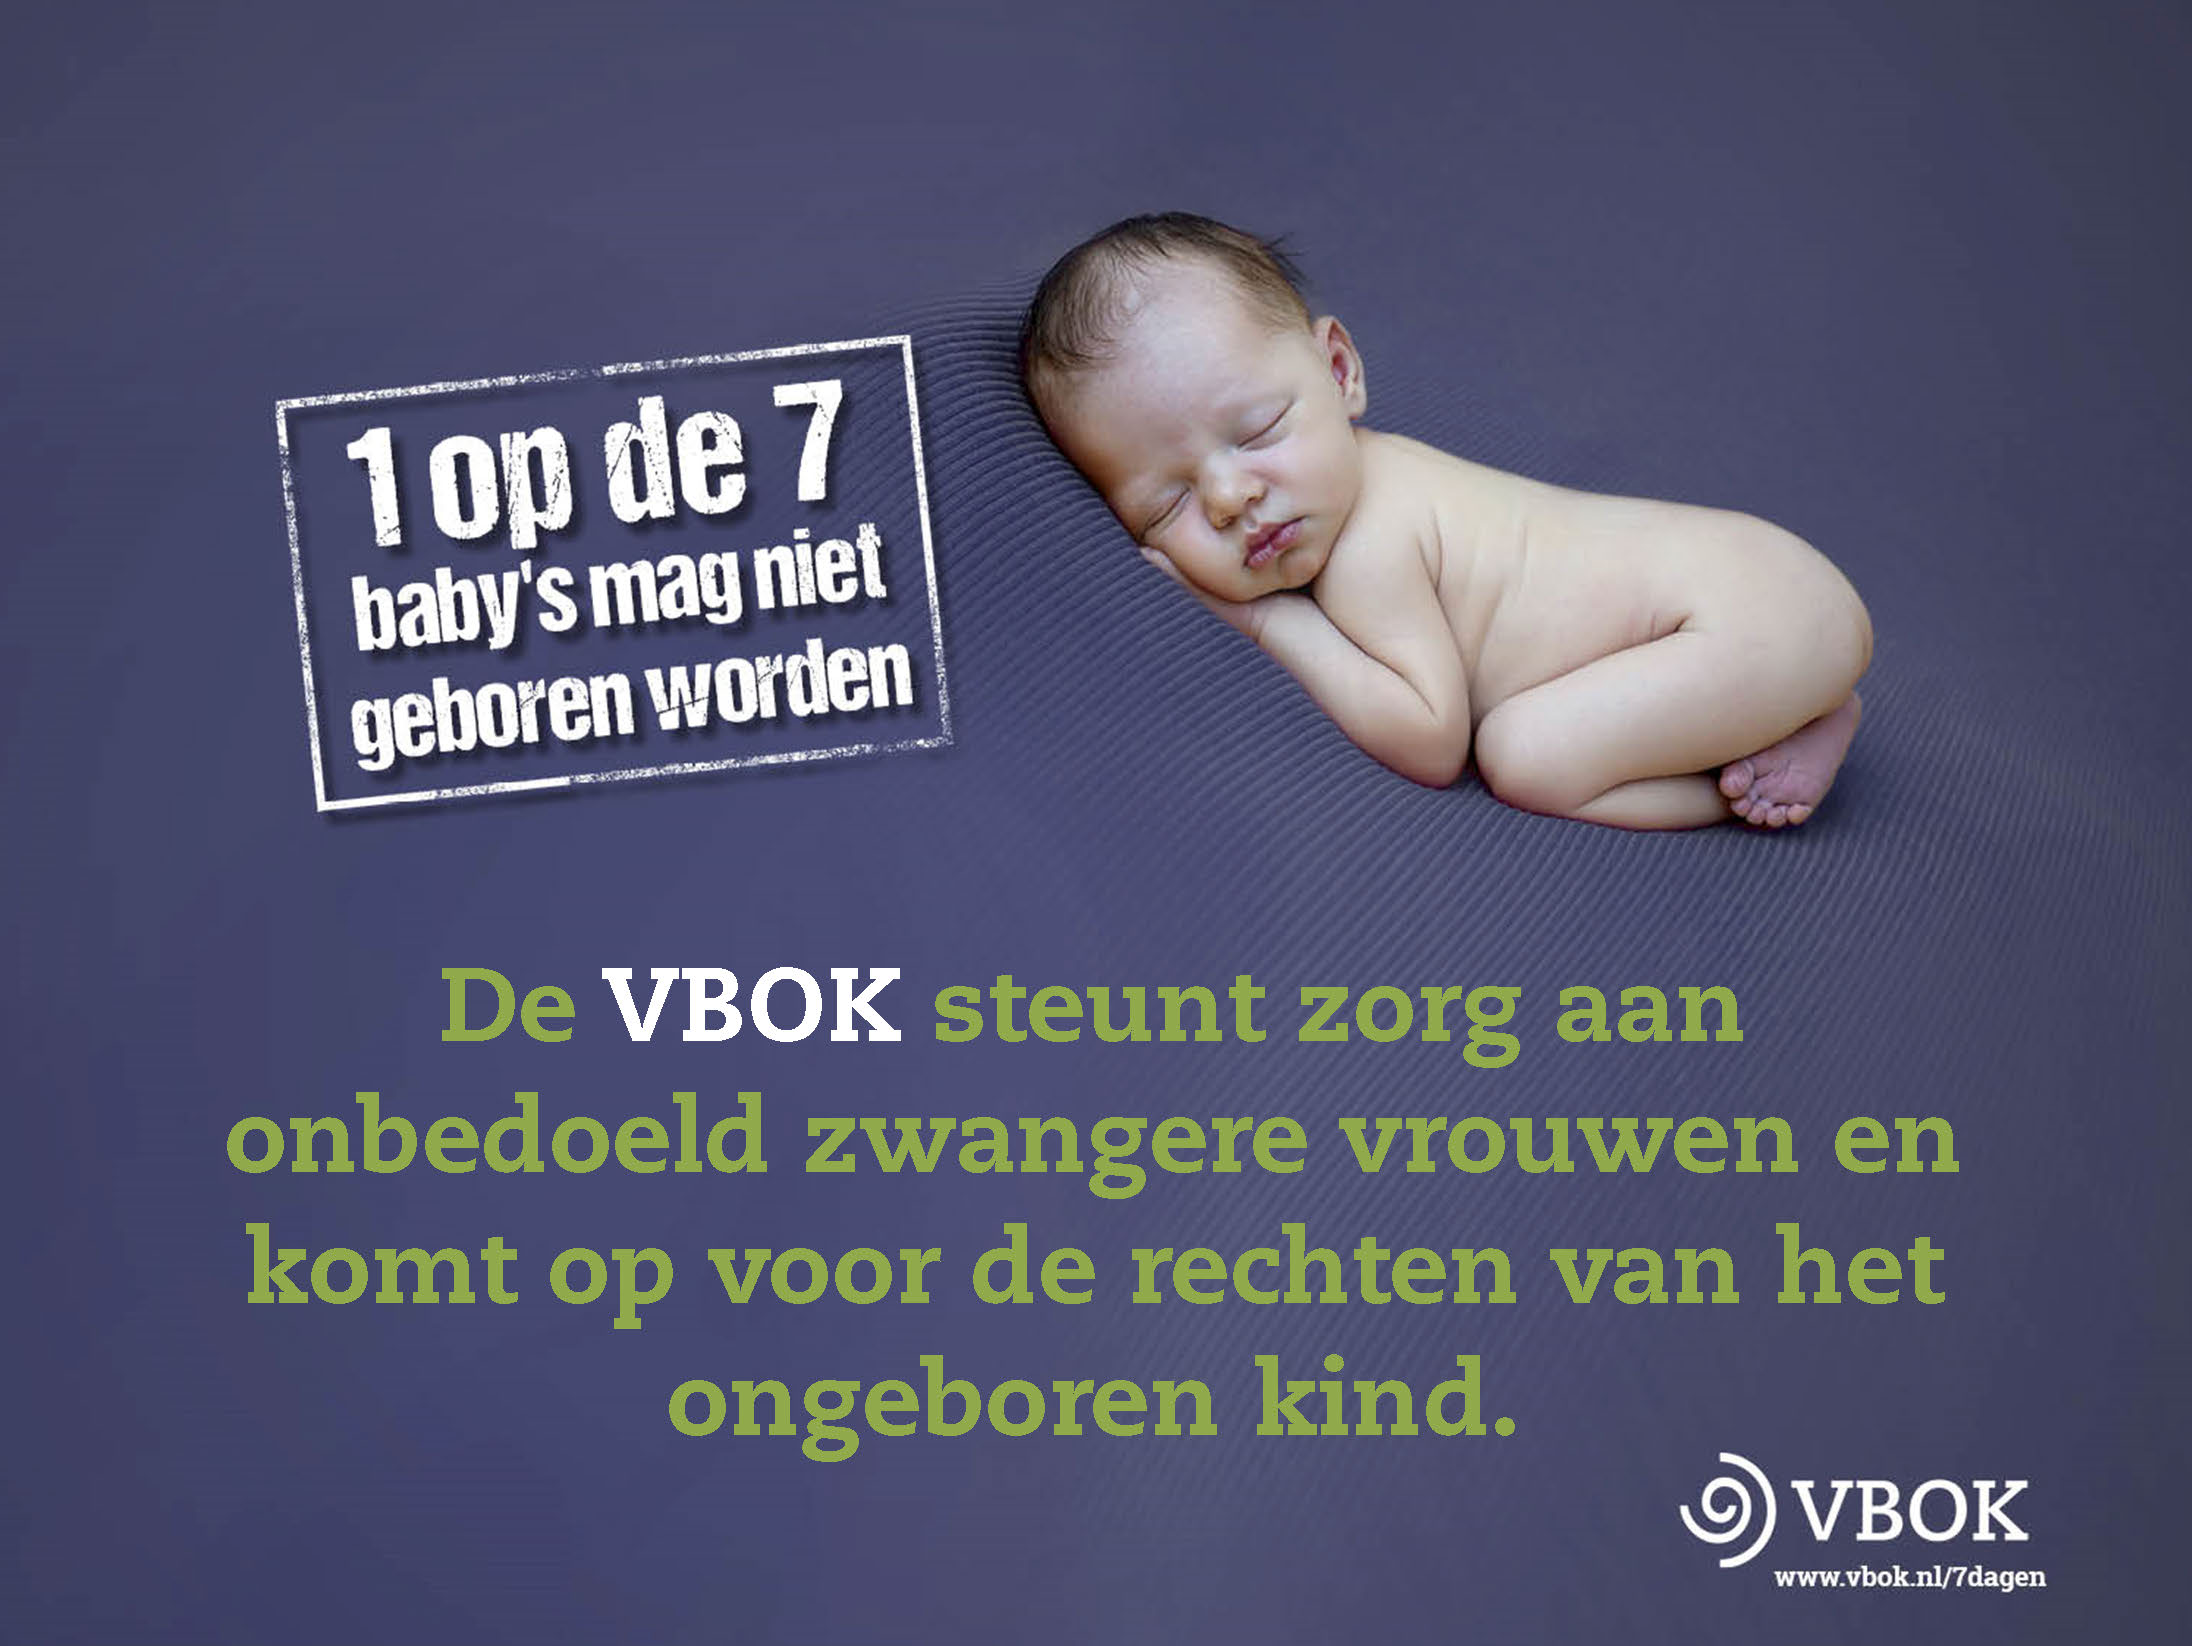 1 op de 7
baby's mag niet
geboren worden
De VBOK steunt zorg aan
onbedoeld zwangere vrouwen en
komt op voor de rechten van het
ongeboren kind.
VBOK
www.vbok.nl/7dagen